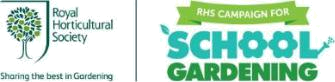 Royal
Horticultural
Society
Sharing the best in Gardening
RHS CAMPAIGN FOR
SCHOOL
GARDENING